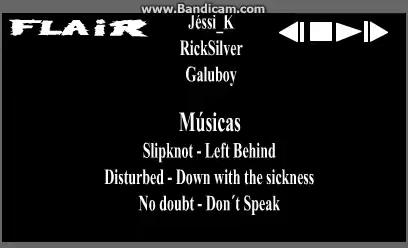 www.Bandicam.com
FLAiR
Jéssi_K
RickSilver
Galuboy
Músicas
Slipknot - Left Behind
Disturbed - Down with the sickness
No doubt - Don´t Speak